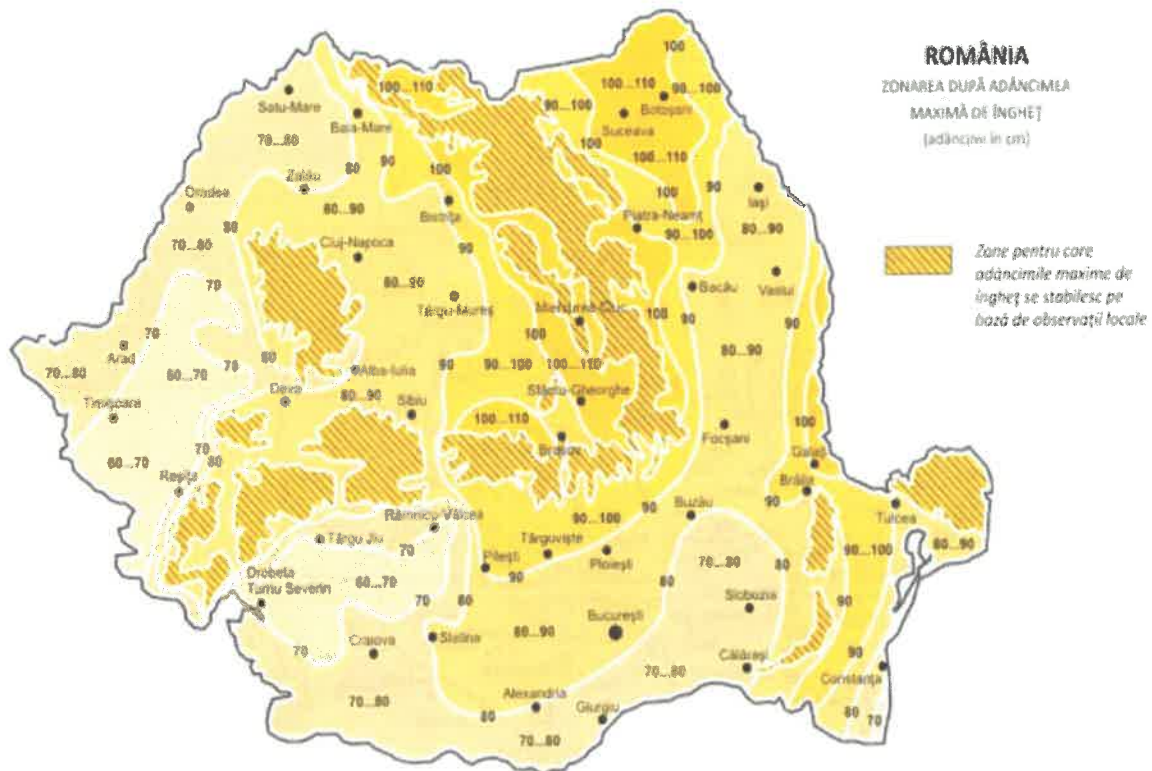 ROMÂNIA
ZONAREA DUPĂ ADÂNCIMEA
MAXIMĂ DE ÎNGHEȚ
(adâncimi în cm)
Zone pentru care
adâncimile maxime de
îngheț se stabilesc pe
bază de observații locale
100
100...110
90...100
Botoșani
Satu-Mare
100...110
90...100
Suceava
Baia-Mare
70...80
100
100...110
80
90
100
90
Zalău
Iași
Oradea
80...90
Bistrița
100
Piatra-Neamț
80...90
80
Cluj-Napoca
90
90...100
70...80
70
80...90
Bacău
Vaslui
Târgu-Mureș
100
90
90
Miercurea-Ciuc
70
100
Arad
80...90
70...80
60...70
70
80
Alba-Iulia
90
90...100
100...110
Deva
80...90
Sfântu-Gheorghe
Timișoara
Sibiu
100...110
100
Focșani
Brașov
70
60...70
80
Galați
Reșița
Brăila
90
90
Buzău
Tulcea
Râmnicu-Vâlcea
90...100
Târgu Jiu
70
Târguviște
90...100
80...90
Pitești
Ploiești
70...80
80
90
Drobeta
Turnu Severin
60...70
70
80
80
Slobozia
90
București
Slatina
80...90
Craiova
70
90
Călărași
70...80
Constanța
Alexandria
70...80
80
Giurgiu
80
70
70...80